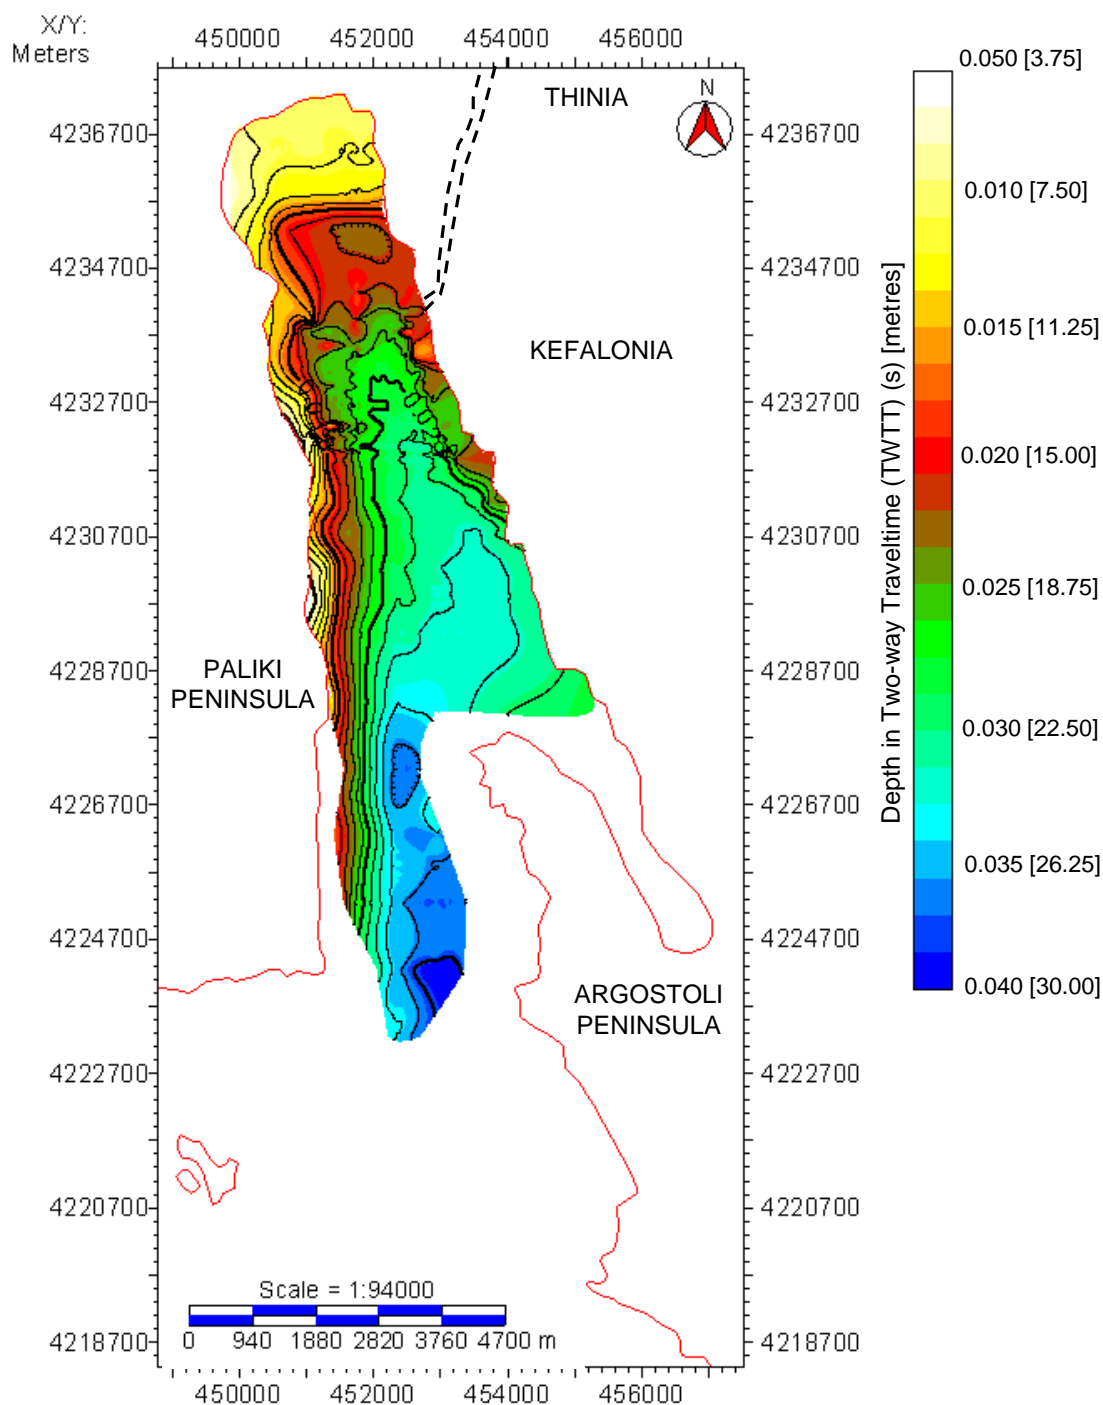 X/Y:
Meters
450000 452000 454000 456000
0.050 [3.75]
THINIA
N
4236700
4236700
0.010 [7.50]
4234700
4234700
0.015 [11.25]
KEFALONIA
4232700
4232700
0.020 [15.00]
4230700
4230700
0.025 [18.75]
Depth in Two-way Traveltime (TWTT) (s) [metres]
PALIKI
PENINSULA
4228700
4228700
0.030 [22.50]
4226700
4226700
0.035 [26.25]
4224700
4224700
0.040 [30.00]
ARGOSTOLI
PENINSULA
4222700
4222700
4220700
4220700
Scale = 1:94000
0 940 1880 2820 3760 4700 m
4218700
4218700
450000 452000 454000 456000